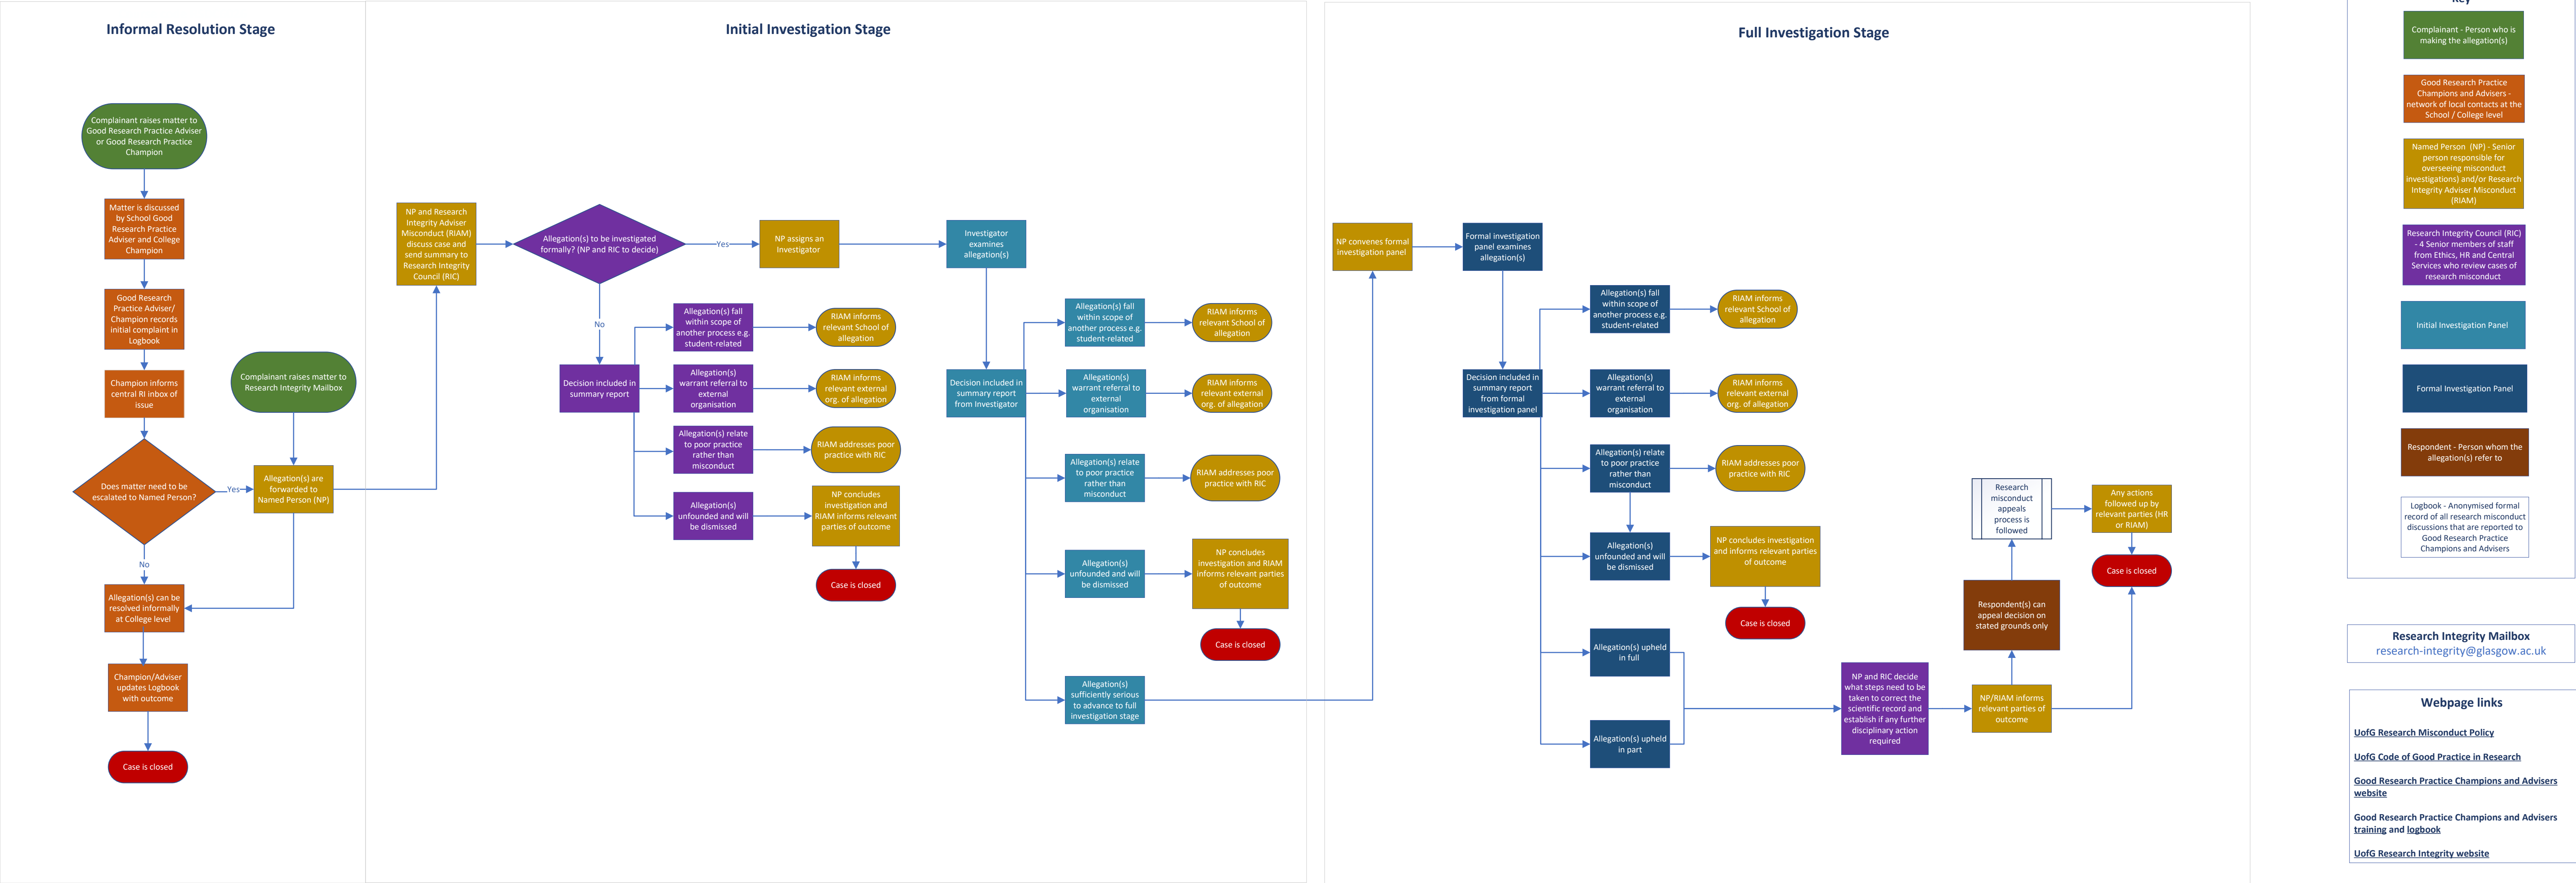 Informal Resolution Stage
Complainant raises matter to
Good Research Practice Adviser
or Good Research Practice
Champion
Matter is discussed
by School Good
Research Practice
Adviser and College
Champion
Good Research
Practice Adviser/
Champion records
initial complaint in
Logbook
Champion informs
central RI inbox of
issue
Complainant raises matter to
Research Integrity Mailbox
Does matter need to be
escalated to Named Person?
Yes
Allegation(s) are
forwarded to
Named Person (NP)
No
Allegation(s) can be
resolved informally
at College level
Champion/Adviser
updates Logbook
with outcome
Case is closed
Initial Investigation Stage
NP and Research
Integrity Adviser
Misconduct (RIAM)
discuss case and
send summary to
Research Integrity
Council (RIC)
Allegation(s) to be investigated
formally? (NP and RIC to decide)
Yes
NP assigns an
Investigator
Investigator
examines
allegation(s)
No
Decision included in
summary report
Allegation(s) fall
within scope of
another process e.g.
student-related
RIAM informs
relevant School of
allegation
Allegation(s)
warrant referral to
external
organisation
RIAM informs
relevant external
org. of allegation
Allegation(s) relate
to poor practice
rather than
misconduct
RIAM addresses poor
practice with RIC
Allegation(s)
unfounded and will
be dismissed
NP concludes
investigation and
RIAM informs relevant
parties of outcome
Case is closed
Decision included in
summary report
from Investigator
Allegation(s) fall
within scope of
another process e.g.
student-related
RIAM informs
relevant School of
allegation
Allegation(s)
warrant referral to
external
organisation
RIAM informs
relevant external
org. of allegation
Allegation(s) relate
to poor practice
rather than
misconduct
RIAM addresses poor
practice with RIC
Allegation(s)
unfounded and will
be dismissed
NP concludes
investigation and RIAM
informs relevant parties
of outcome
Case is closed
Allegation(s)
sufficiently serious
to advance to full
investigation stage
Full Investigation Stage
NP convenes formal
investigation panel
Formal investigation
panel examines
allegation(s)
Decision included in
summary report
from formal
investigation panel
Allegation(s) fall
within scope of
another process e.g.
student-related
RIAM informs
relevant School of
allegation
Allegation(s)
warrant referral to
external
organisation
RIAM informs
relevant external
org. of allegation
Allegation(s) relate
to poor practice
rather than
misconduct
RIAM addresses poor
practice with RIC
Allegation(s)
unfounded and will
be dismissed
NP concludes investigation
and informs relevant parties
of outcome
Case is closed
Allegation(s) upheld
in full
Allegation(s) upheld
in part
NP and RIC decide
what steps need to be
taken to correct the
scientific record and
establish if any further
disciplinary action
required
NP/RIAM informs
relevant parties of
outcome
Respondent(s) can
appeal decision on
stated grounds only
Research
misconduct
appeals
process is
followed
Any actions
followed up by
relevant parties (HR
or RIAM)
Case is closed
Key
Complainant - Person who is
making the allegation(s)
Good Research Practice
Champions and Advisers -
network of local contacts at the
School / College level
Named Person (NP) - Senior
person responsible for
overseeing misconduct
investigations) and/or Research
Integrity Adviser Misconduct
(RIAM)
Research Integrity Council (RIC)
- 4 Senior members of staff
from Ethics, HR and Central
Services who review cases of
research misconduct
Initial Investigation Panel
Formal Investigation Panel
Respondent - Person whom the
allegation(s) refer to
Logbook - Anonymised formal
record of all research misconduct
discussions that are reported to
Good Research Practice
Champions and Advisers
Research Integrity Mailbox
research-integrity@glasgow.ac.uk
Webpage links
UofG Research Misconduct Policy
UofG Code of Good Practice in Research
Good Research Practice Champions and Advisers
website
Good Research Practice Champions and Advisers
training and logbook
UofG Research Integrity website